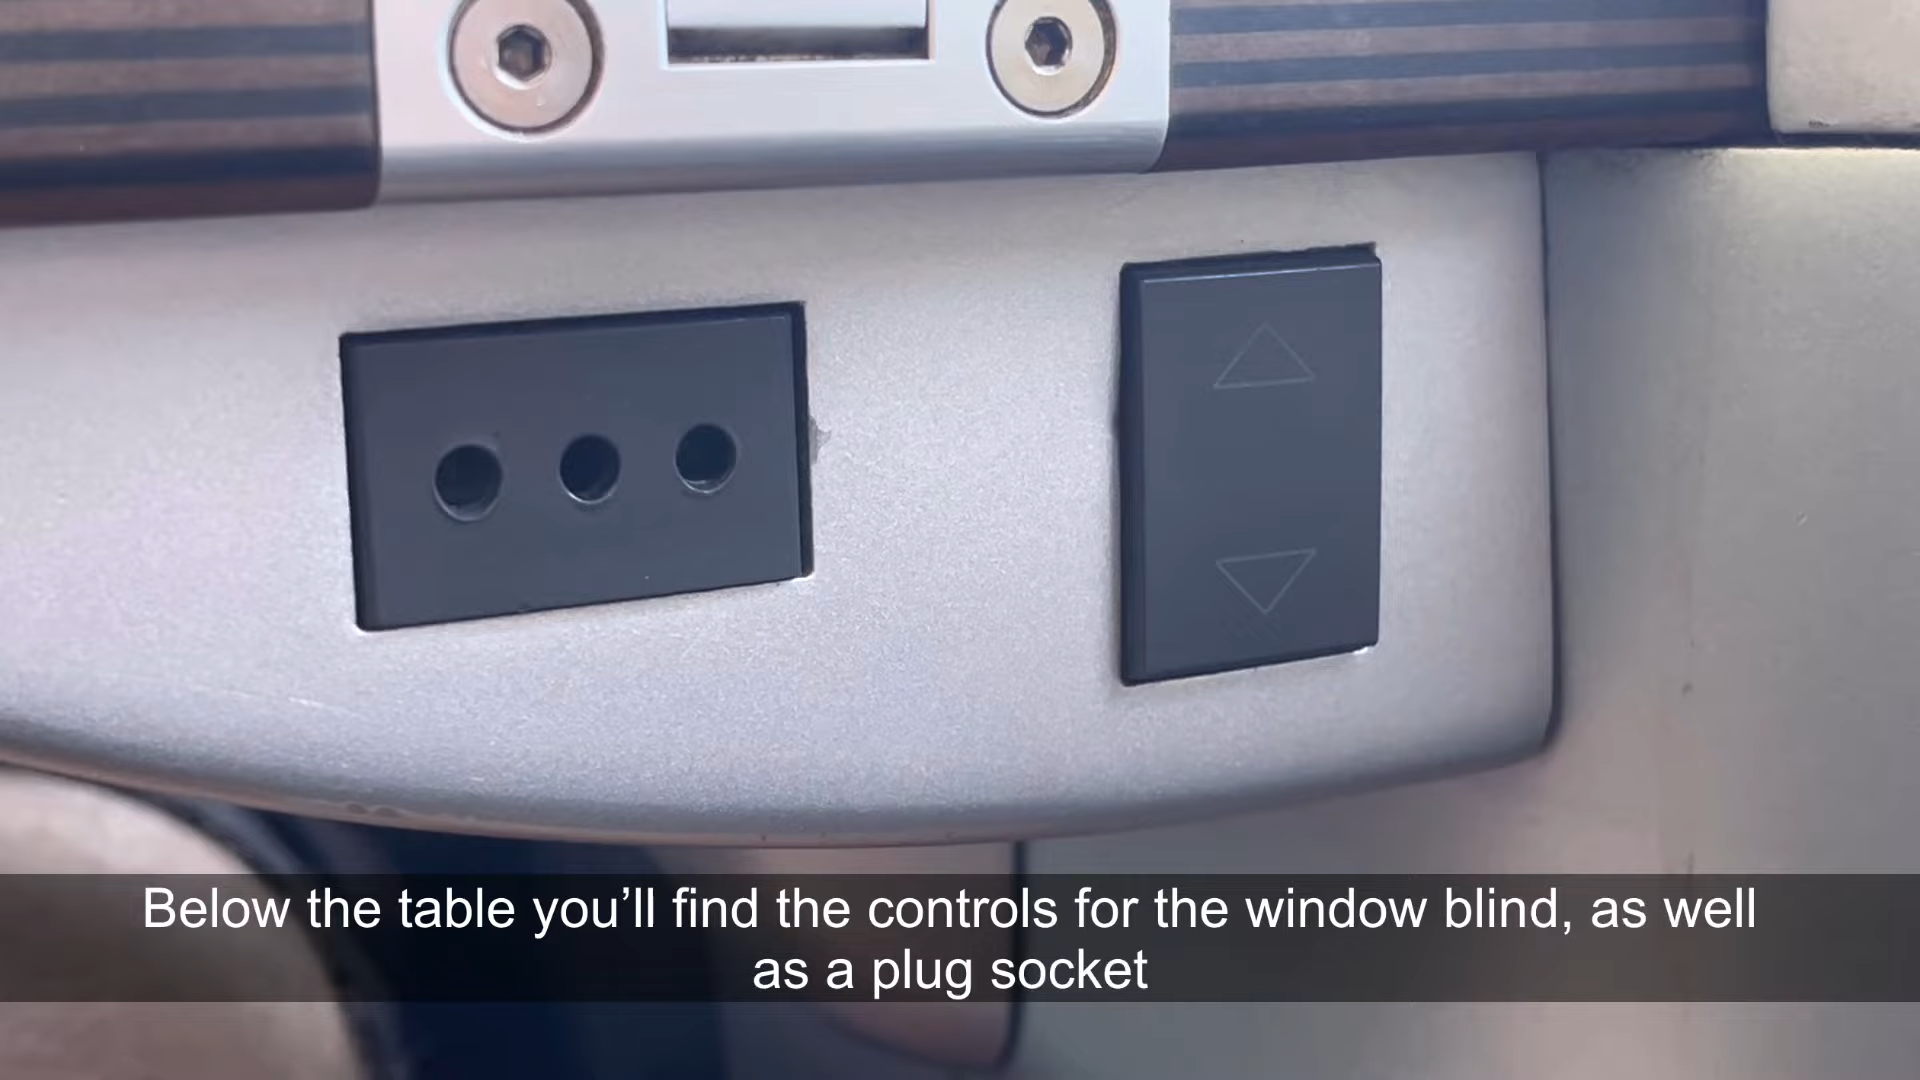 Below the table you’ll find the controls for the window blind, as well
as a plug socket